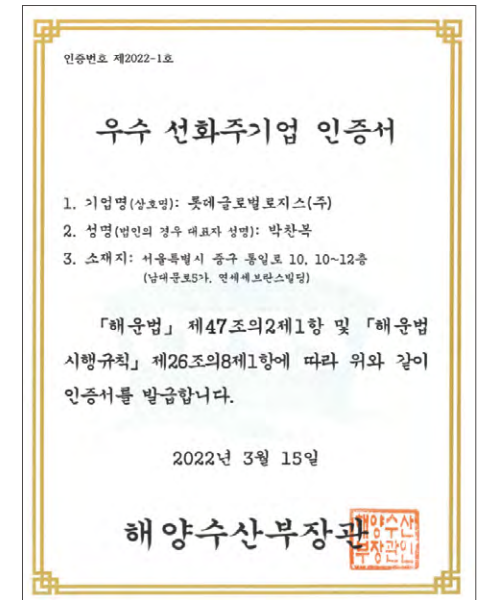 인증번호 제2022-1호
우수 선화주기업 인증서
1. 기업명(상호명): 롯데글로벌로지스(주)
2. 성명(법인의 경우 대표자 성명): 박찬복
3. 소재지: 서울특별시 중구 통일로 10, 10~12층
(남대문로5가, 연세세브란스빌딩)
「해운법」 제47조의2제1항 및 「해운법
시행규칙」 제26조의8제1항에 따라 위와 같이
인증서를 발급합니다.
2022년 3월 15일
해양수산부장관
해양수산
부장관인